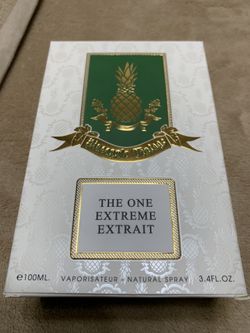 THE ONE
EXTREME
EXTRAIT
℮100ML. VAPORISATEUR - NATURAL SPRAY 3.4FL.OZ.